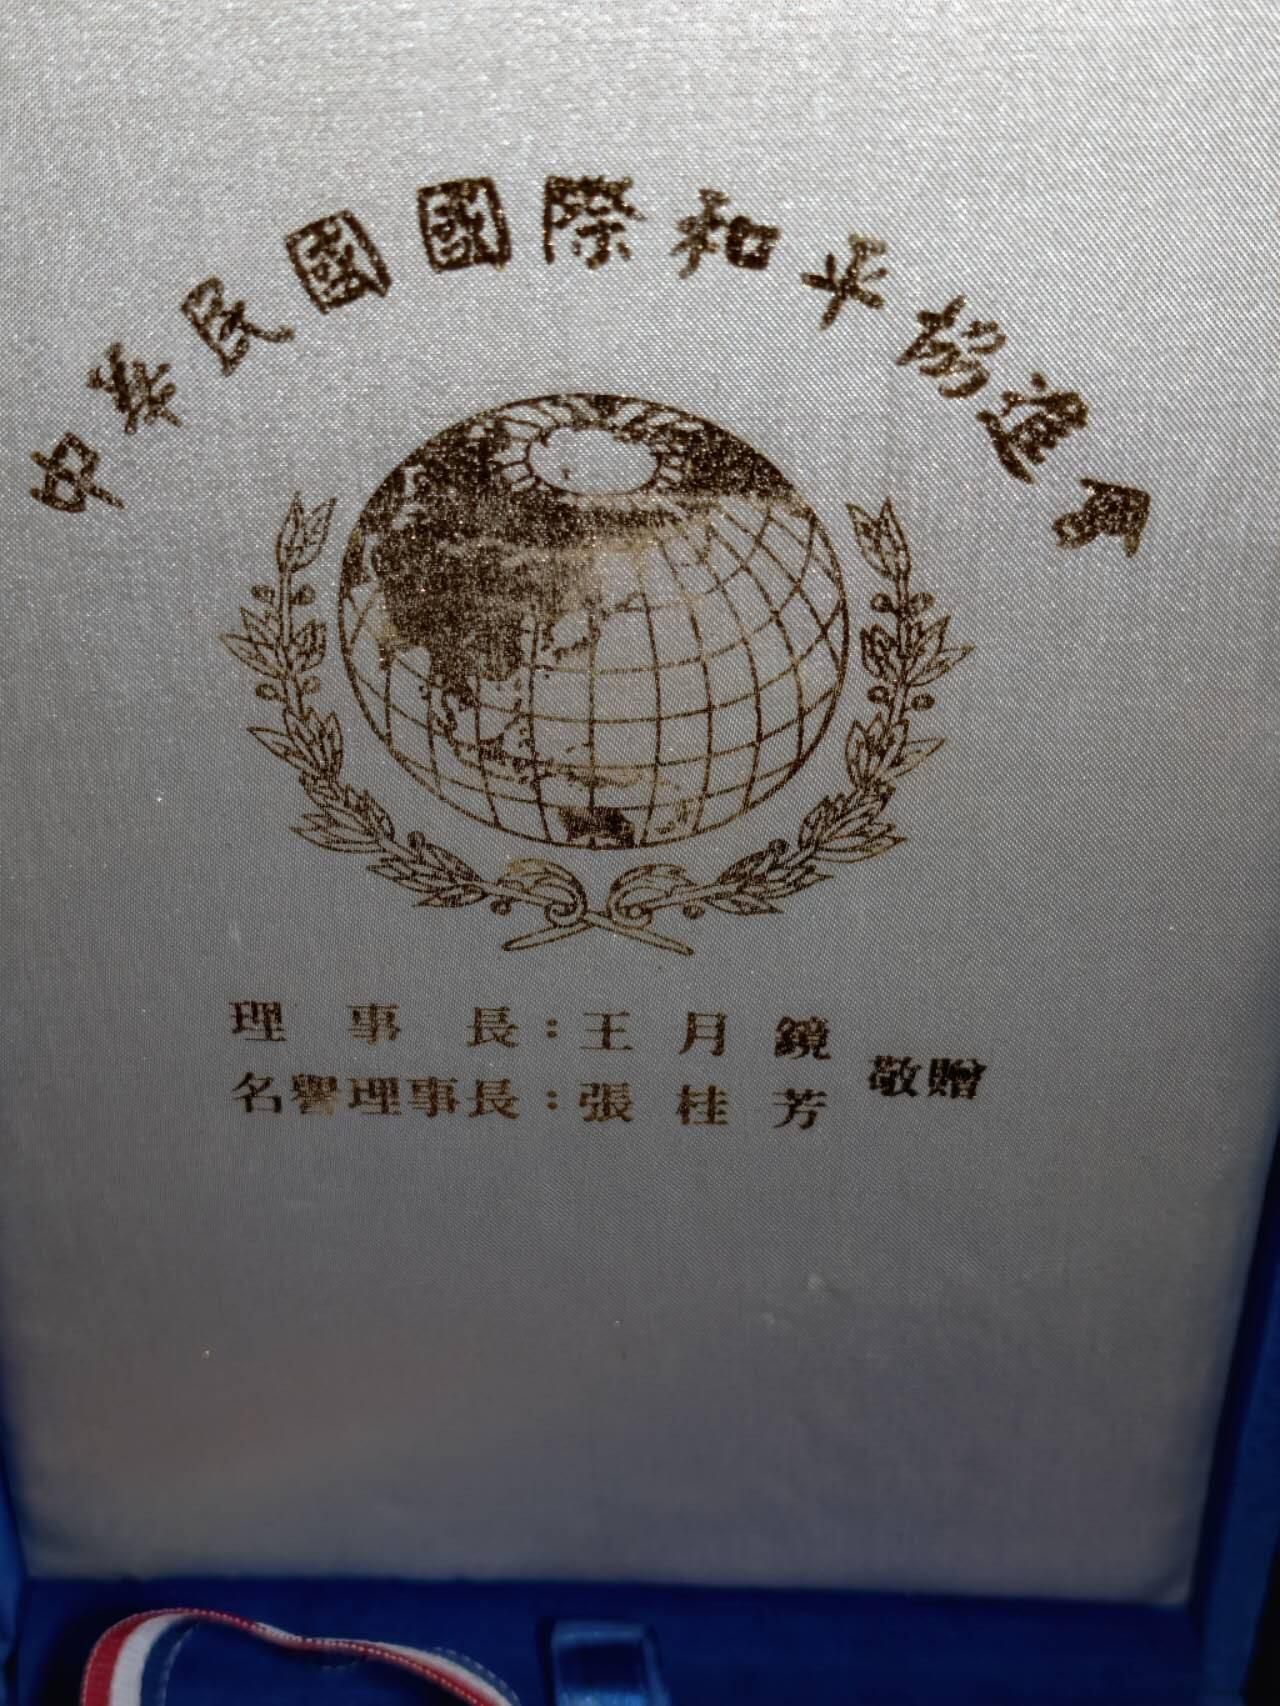 中華民國國際和平協進會
理事長：王月鏡
名譽理事長：張桂芳
敬贈